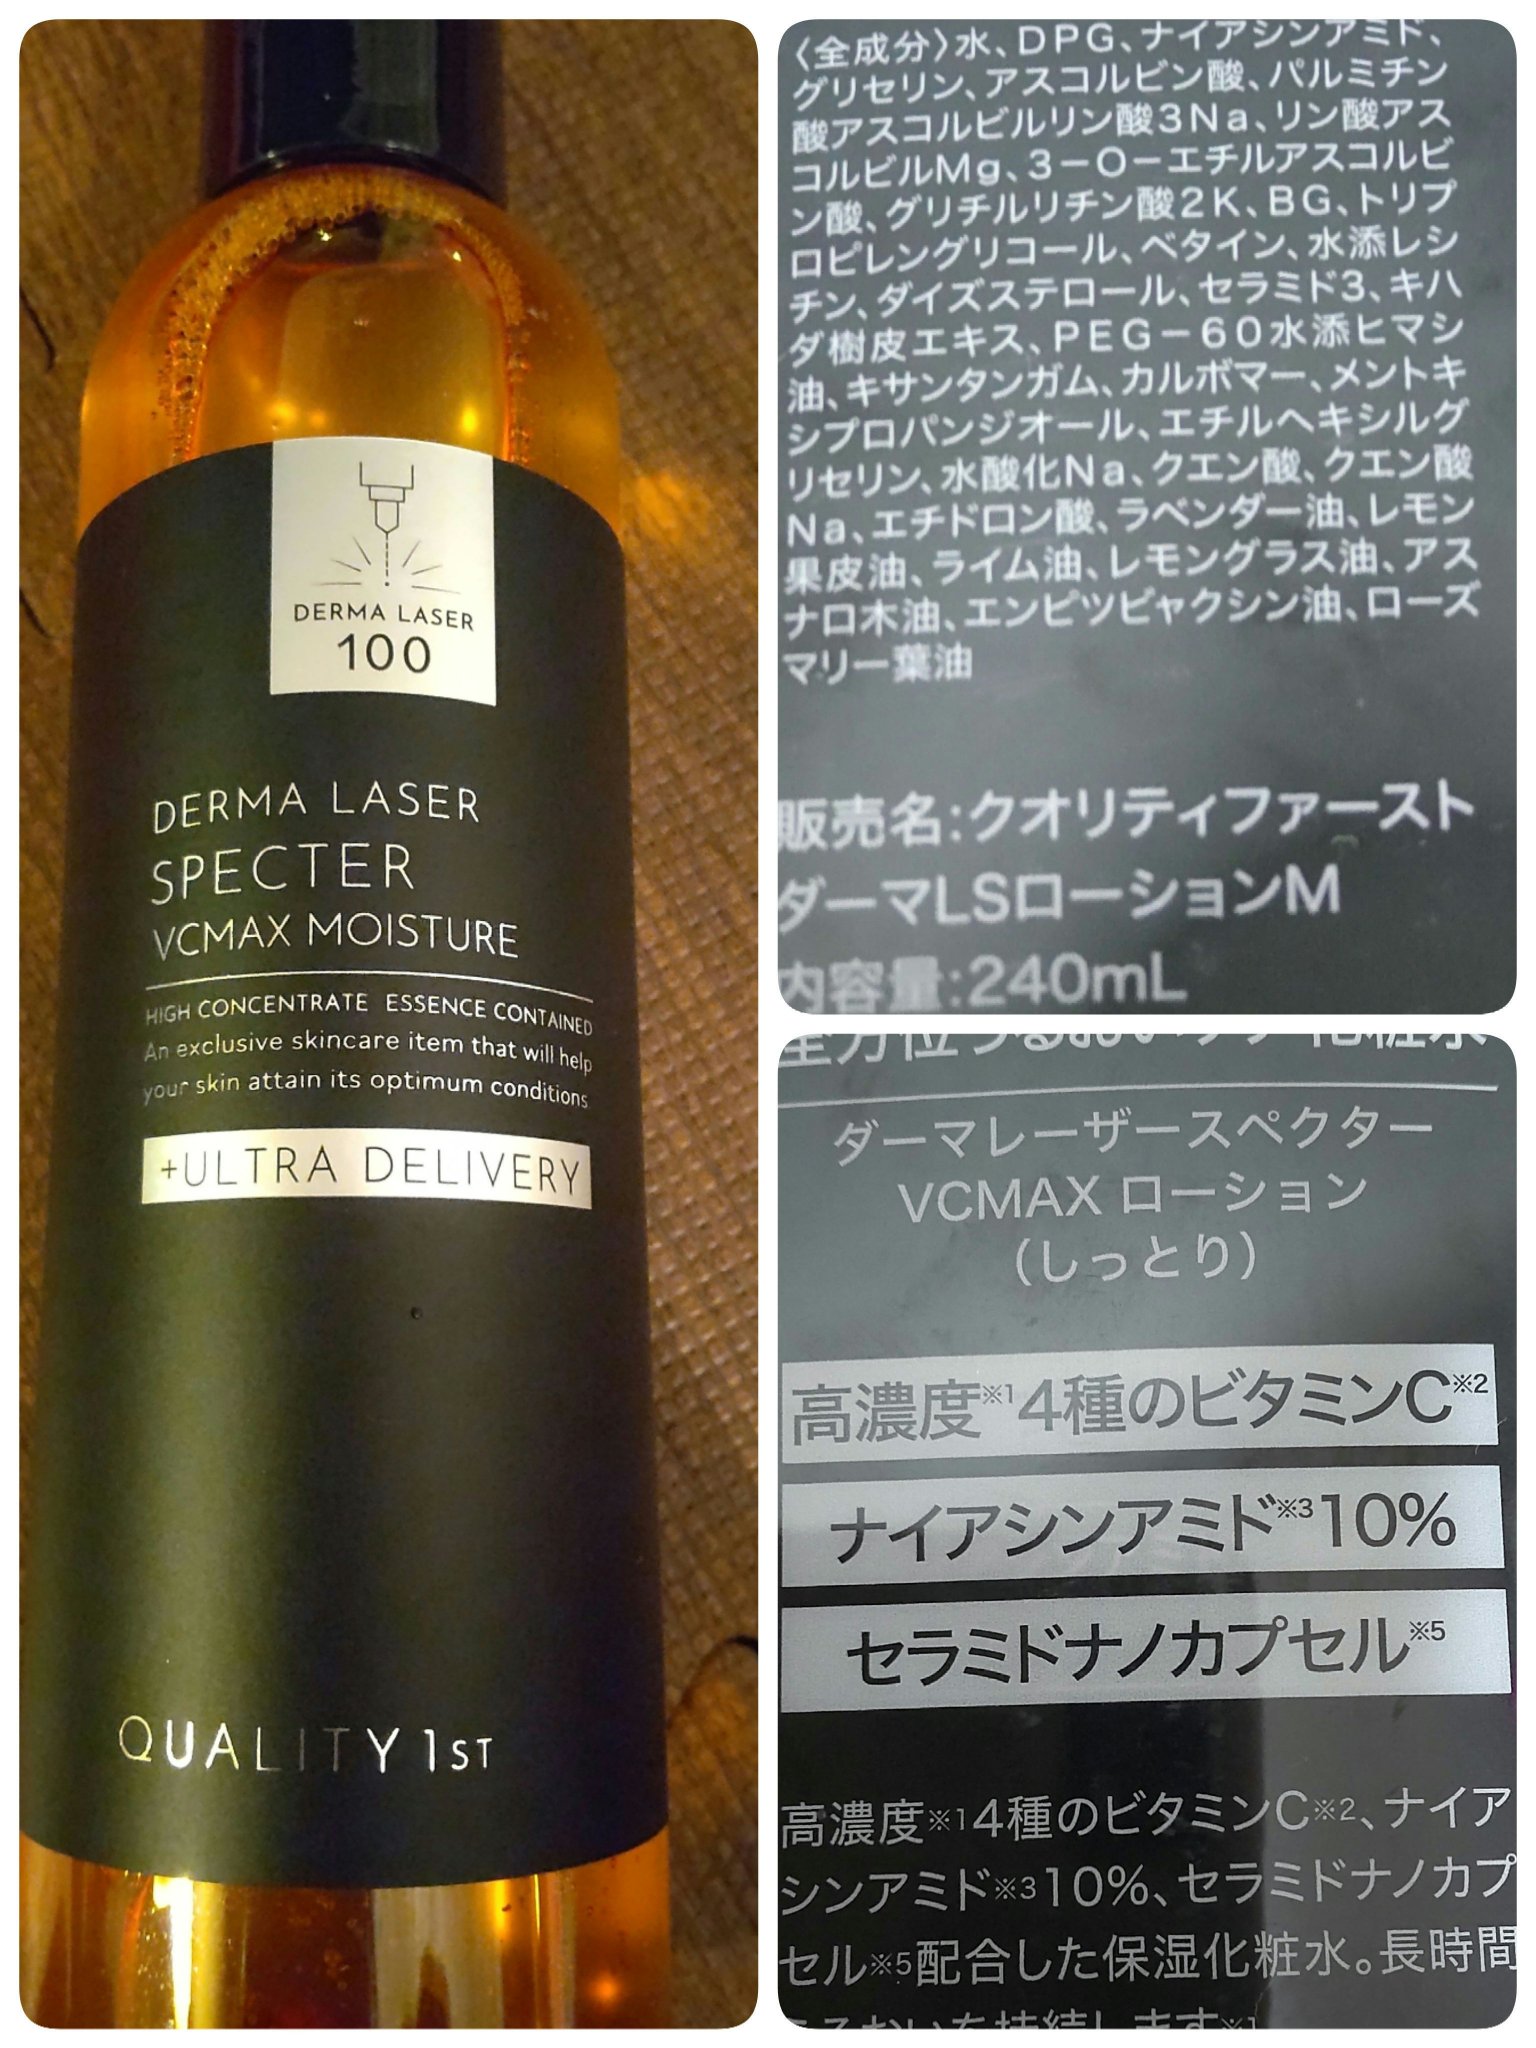 DERMA LASER
100
DERMA LASER
SPECTER
VCMAX MOISTURE
HIGH CONCENTRATE ESSENCE CONTAINED
An exclusive skincare item that will help
your skin attain its optimum conditions
+ULTRA DELIVERY
QUALITY 1ST
〈全成分〉水、DPG、ナイアシンアミド、
グリセリン、アスコルビン酸、パルミチン
酸アスコルビルリン酸3Na、リン酸アス
コルビルMg、3－O－エチルアスコルビ
ン酸、グリチルリチン酸2K、BG、トリプ
ロピレングリコール、ベタイン、水添レシ
チン、ダイズステロール、セラミド3、キハ
ダ樹皮エキス、PEG－60水添ヒマシ
油、キサンタンガム、カルボマー、メントキ
シプロパンジオール、エチルヘキシルグ
リセリン、水酸化Na、クエン酸、クエン酸
Na、エチドロン酸、ラベンダー油、レモン
果皮油、ライム油、レモングラス油、アス
ナロ木油、エンピツビャクシン油、ローズ
マリー葉油
販売名:クオリティファースト
ダーマLSローションM
内容量:240mL
ダーマレーザースペクター
VCMAX ローション
(しっとり)
高濃度※1 4種のビタミンC※2
ナイアシンアミド※3 10%
セラミドナノカプセル※5
高濃度※1 4種のビタミンC※2、ナイア
シンアミド※3 10%、セラミドナノカプ
セル※5配合した保湿化粧水。長時間